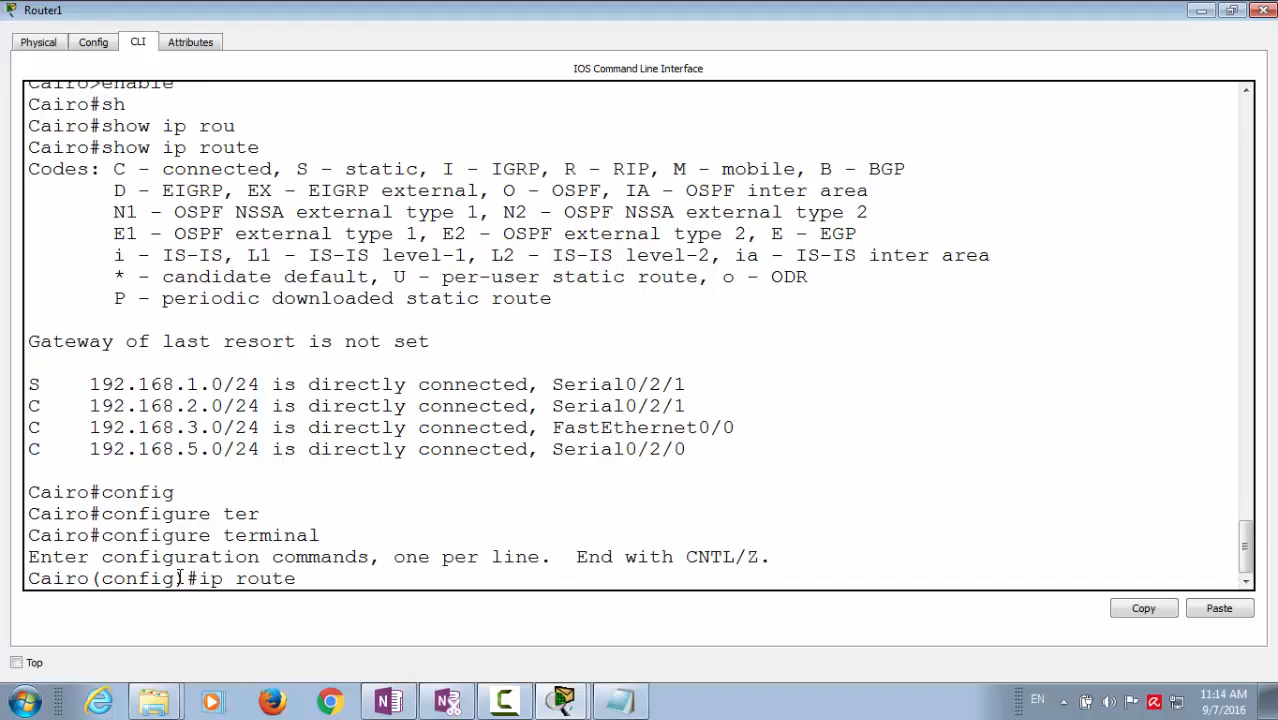 Router1
Physical
Config
CLI
Attributes
IOS Command Line Interface
Cairo>enable
Cairo#sh
Cairo#show ip rou
Cairo#show ip route
Codes: C - connected, S - static, I - IGRP, R - RIP, M - mobile, B - BGP
D - EIGRP, EX - EIGRP external, O - OSPF, IA - OSPF inter area
N1 - OSPF NSSA external type 1, N2 - OSPF NSSA external type 2
E1 - OSPF external type 1, E2 - OSPF external type 2, E - EGP
i - IS-IS, L1 - IS-IS level-1, L2 - IS-IS level-2, ia - IS-IS inter area
* - candidate default, U - per-user static route, o - ODR
P - periodic downloaded static route
Gateway of last resort is not set
S 192.168.1.0/24 is directly connected, Serial0/2/1
C 192.168.2.0/24 is directly connected, Serial0/2/1
C 192.168.3.0/24 is directly connected, FastEthernet0/0
C 192.168.5.0/24 is directly connected, Serial0/2/0
Cairo#config
Cairo#configure ter
Cairo#configure terminal
Enter configuration commands, one per line. End with CNTL/Z.
Cairo(config)#ip route
Copy
Paste
Top
EN
11:14 AM
9/7/2016